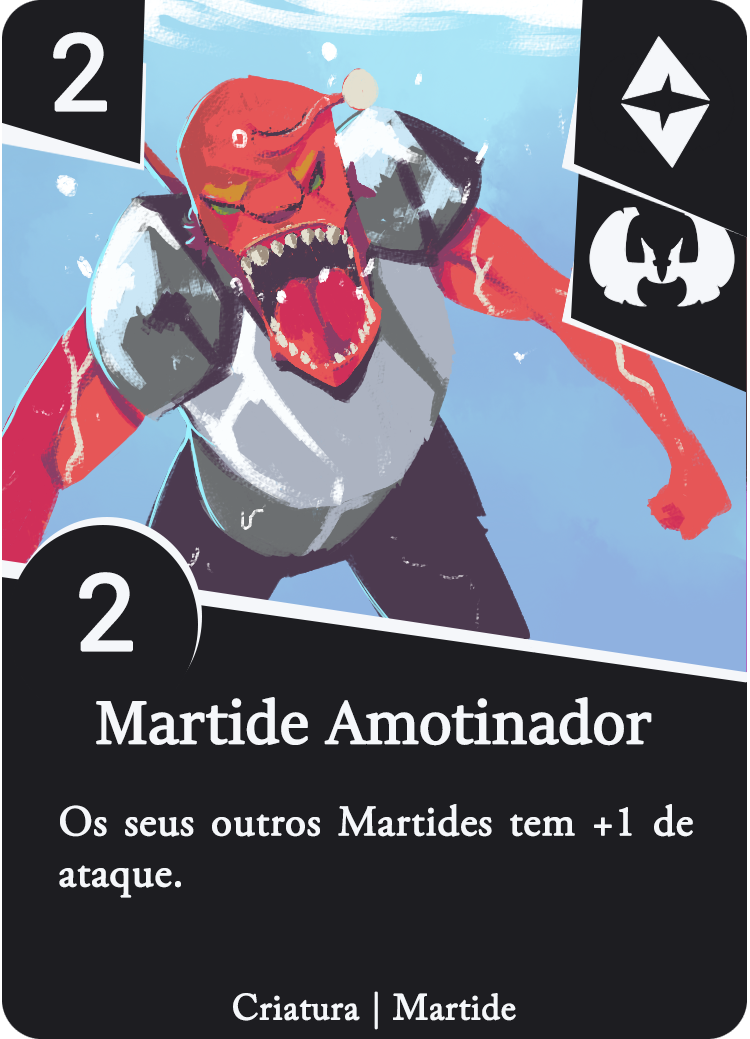 2
2
Martide Amotinador
Os seus outros Martides tem +1 de
ataque.
Criatura | Martide